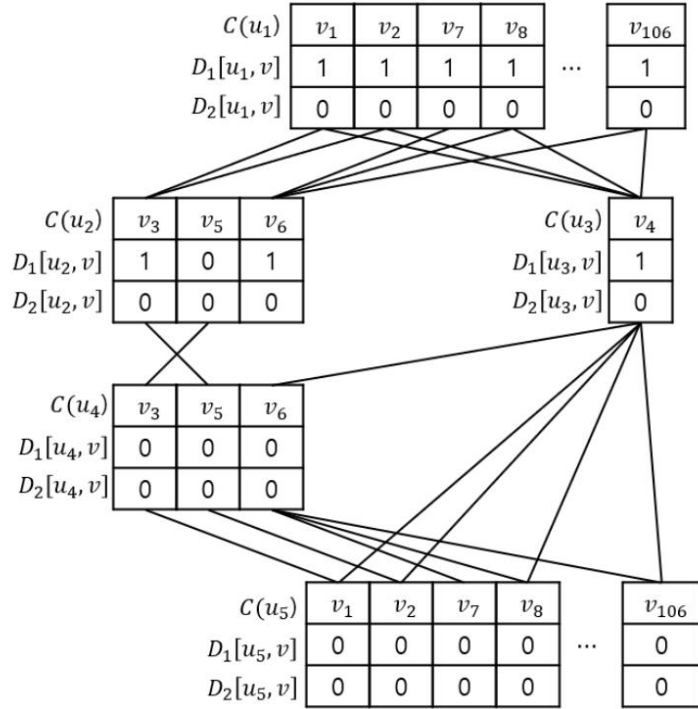 C(u₁) v₁ v₂ v₇ v₈ v₁₀₆
D₁[u₁, v] 1 1 1 1 ... 1
D₂[u₁, v] 0 0 0 0 0
C(u₂) v₃ v₅ v₆ C(u₃) v₄
D₁[u₂, v] 1 0 1 D₁[u₃, v] 1
D₂[u₂, v] 0 0 0 D₂[u₃, v] 0
C(u₄) v₃ v₅ v₆
D₁[u₄, v] 0 0 0
D₂[u₄, v] 0 0 0
C(u₅) v₁ v₂ v₇ v₈ v₁₀₆
D₁[u₅, v] 0 0 0 0 ... 0
D₂[u₅, v] 0 0 0 0 0